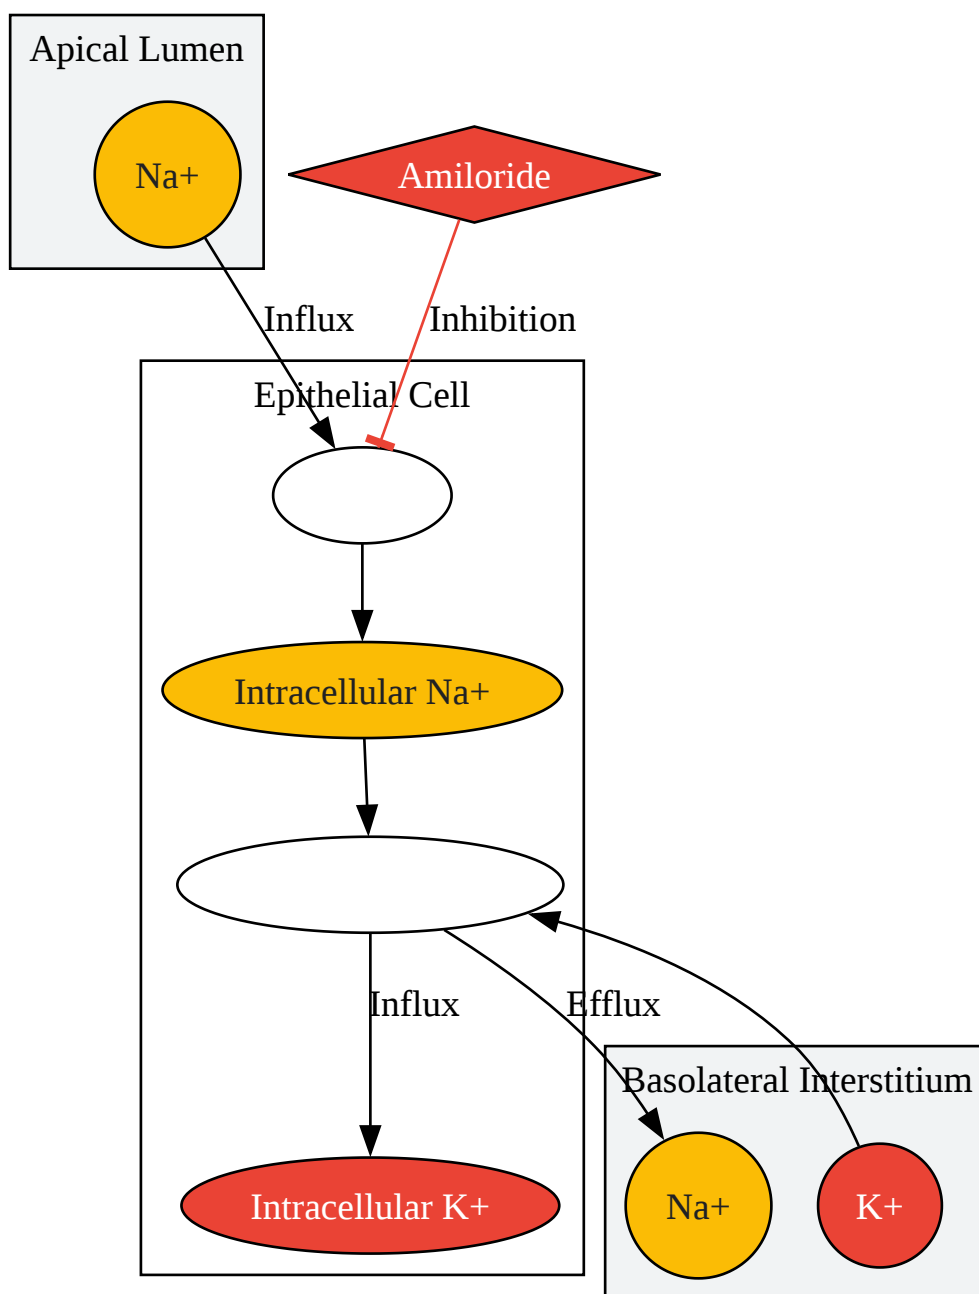 Apical Lumen
Na+
Amiloride
Influx
Inhibition
Epithelial Cell
Intracellular Na+
Influx
Efflux
Basolateral Interstitium
Intracellular K+
Na+
K+